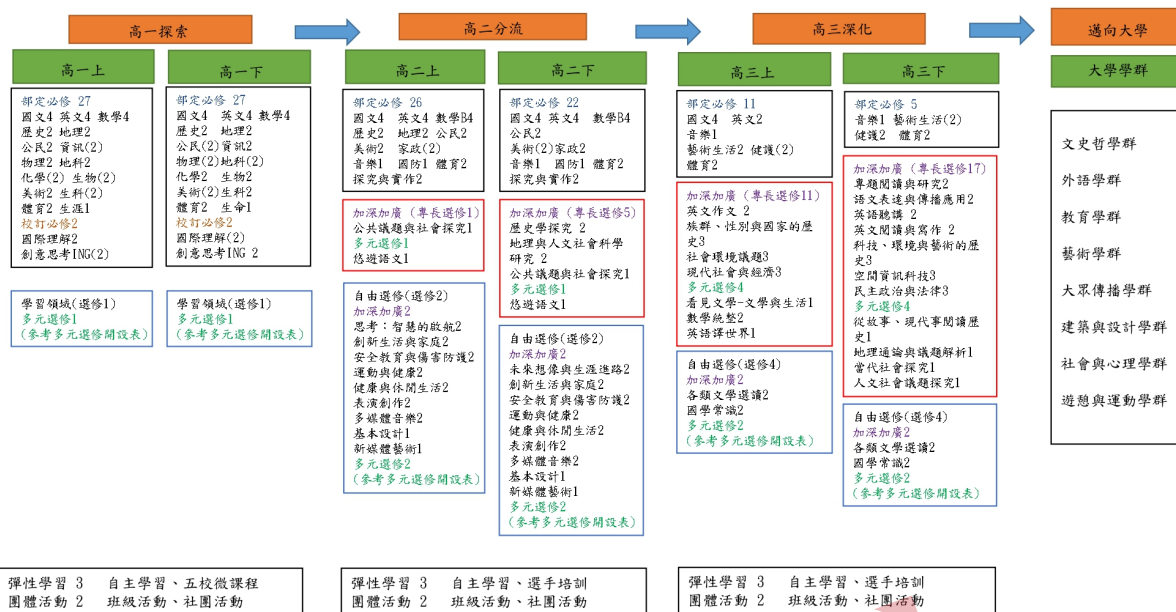 高一探索
高二分流
高三深化
邁向大學
高一上
高一下
高二上
高二下
高三上
高三下
大學學群
部定必修 27
國文4 英文4 數學4
歷史2 地理2
公民2 資訊(2)
物理2 地科2
化學(2) 生物(2)
美術2 生科(2)
體育2 生涯1
校訂必修2
國際理解2
創意思考ING(2)
學習領域(選修1)
多元選修1
(參考多元選修開設表)
部定必修 27
國文4 英文4 數學4
歷史2 地理2
公民(2)資訊2
物理(2)地科(2)
化學2 生物2
美術(2)生科2
體育2 生命1
校訂必修2
國際理解(2)
創意思考ING 2
學習領域(選修1)
多元選修1
(參考多元選修開設表)
部定必修 26
國文4 英文4 數學B4
歷史2 地理2 公民2
美術2 家政(2)
音樂1 國防1 體育2
探究與實作2
加深加廣 (專長選修1)
公共議題與社會探究1
多元選修1
悠遊語文1
自由選修(選修2)
加深加廣2
思考：智慧的啟航2
創新生活與家庭2
安全教育與傷害防護2
運動與健康2
健康與休閒生活2
表演創作2
多媒體音樂2
基本設計1
新媒體藝術1
多元選修2
(參考多元選修開設表)
部定必修 22
國文4 英文4 數學B4
公民2
美術(2)家政2
音樂1 國防1 體育2
探究與實作2
加深加廣 (專長選修5)
歷史學探究 2
地理與人文社會科學
研究 2
公共議題與社會探究1
多元選修1
悠遊語文1
自由選修(選修2)
加深加廣2
未來想像與生涯進路2
創新生活與家庭2
安全教育與傷害防護2
運動與健康2
健康與休閒生活2
表演創作2
多媒體音樂2
基本設計1
新媒體藝術1
多元選修2
(參考多元選修開設表)
部定必修 11
國文4 英文2
音樂1
藝術生活2 健護(2)
體育2
加深加廣 (專長選修11)
英文作文 2
族群、性別與國家的歷
史3
社會環境議題3
現代社會與經濟3
多元選修4
看見文學-文學與生活1
數學統整2
英語譯世界1
自由選修(選修4)
加深加廣2
各類文學選讀2
國學常識2
多元選修2
(參考多元選修開設表)
部定必修 5
音樂1 藝術生活(2)
健護2 體育2
加深加廣 (專長選修17)
專題閱讀與研究2
語文表達與傳播應用2
英語聽講 2
英文閱讀與寫作 2
科技、環境與藝術的歷
史3
空間資訊科技3
民主政治與法律3
多元選修4
從故事、現代事閱讀歷
史1
地理通論與議題解析1
當代社會探究1
人文社會議題探究1
自由選修(選修4)
加深加廣2
各類文學選讀2
國學常識2
多元選修2
(參考多元選修開設表)
文史哲學群
外語學群
教育學群
藝術學群
大眾傳播學群
建築與設計學群
社會與心理學群
遊憩與運動學群
彈性學習 3 自主學習、五校微課程
團體活動 2 班級活動、社團活動
彈性學習 3 自主學習、選手培訓
團體活動 2 班級活動、社團活動
彈性學習 3 自主學習、選手培訓
團體活動 2 班級活動、社團活動